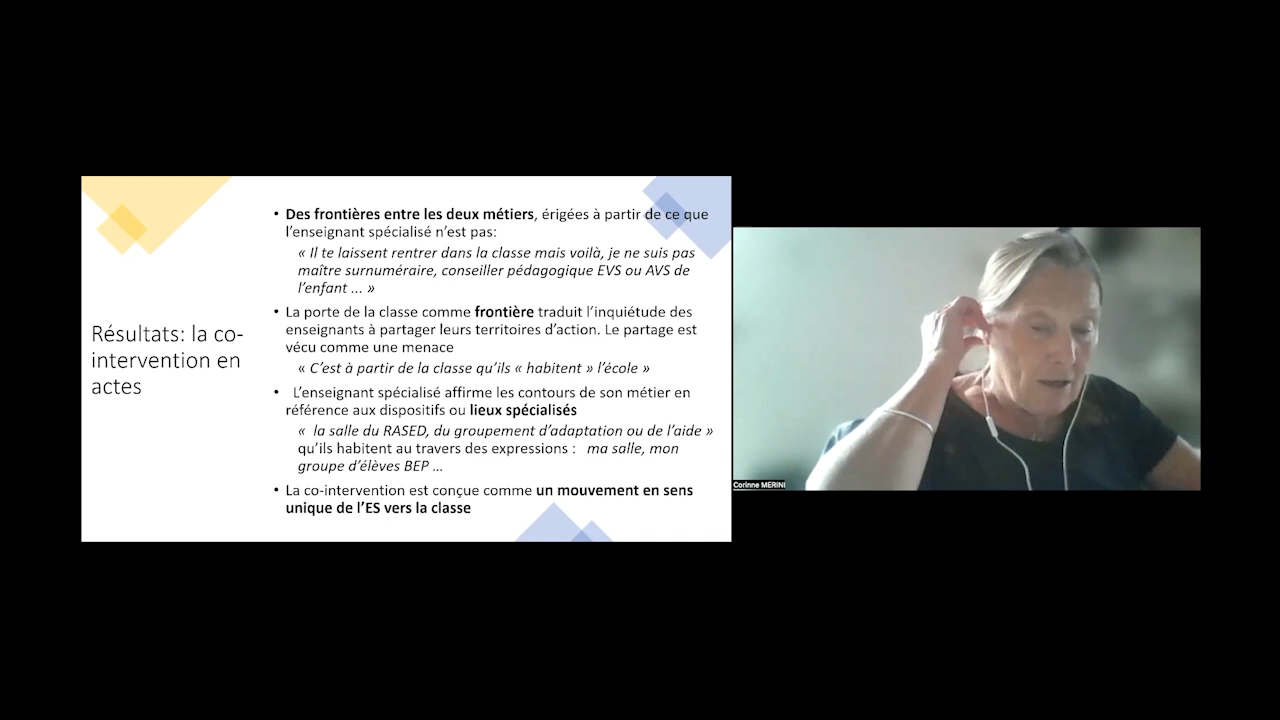 Résultats: la co-
intervention en
actes
• Des frontières entre les deux métiers, érigées à partir de ce que
l’enseignant spécialisé n’est pas:
« Il te laissent rentrer dans la classe mais voilà, je ne suis pas
maître surnuméraire, conseiller pédagogique EVS ou AVS de
l’enfant ... »
• La porte de la classe comme frontière traduit l’inquiétude des
enseignants à partager leurs territoires d’action. Le partage est
vécu comme une menace
« C’est à partir de la classe qu’ils « habitent » l’école »
• L’enseignant spécialisé affirme les contours de son métier en
référence aux dispositifs ou lieux spécialisés
« la salle du RASED, du groupement d’adaptation ou de l’aide »
qu’ils habitent au travers des expressions : ma salle, mon
groupe d’élèves BEP …
• La co-intervention est conçue comme un mouvement en sens
unique de l’ES vers la classe
Corinne MERINI